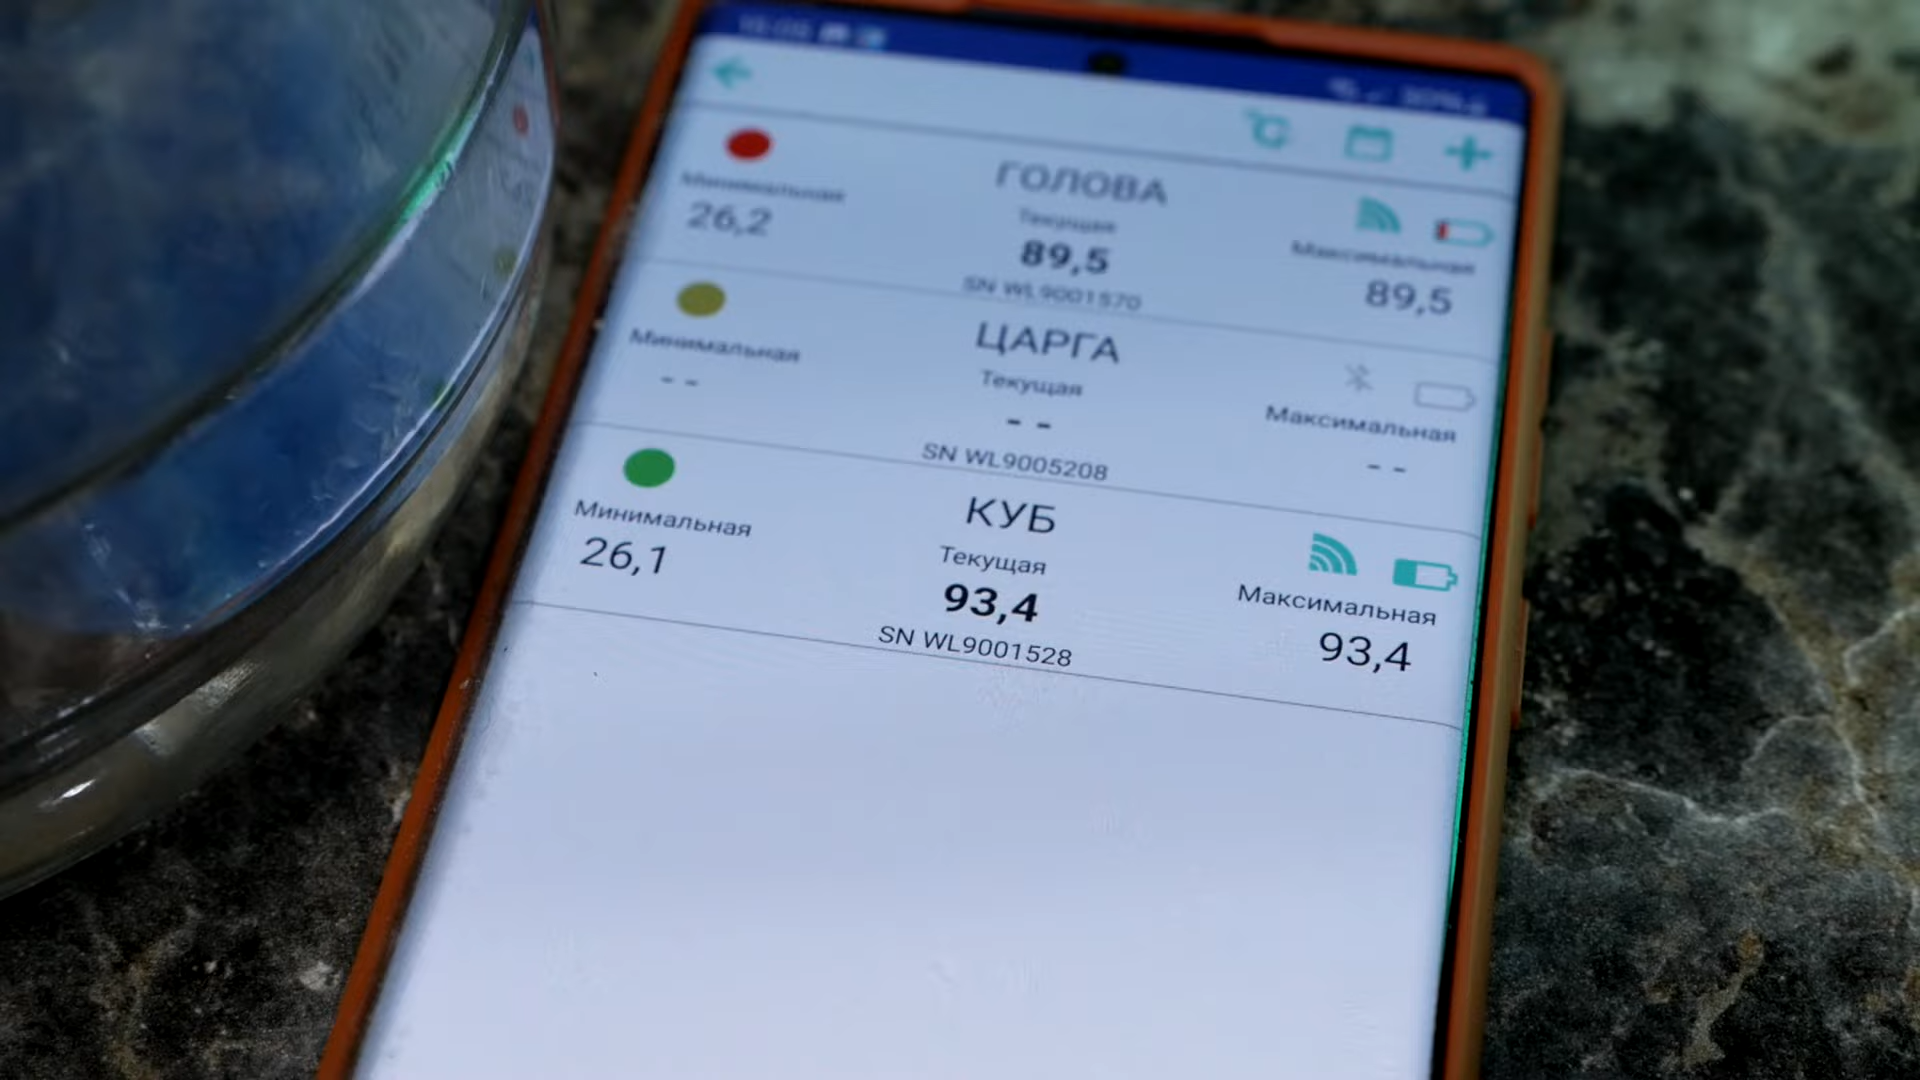 °C
ГОЛОВА
Минимальная
Текущая
Максимальная
26,2
89,5
89,5
SN WL9001570
ЦАРГА
Минимальная
Текущая
Максимальная
- -
- -
- -
SN WL9005208
КУБ
Минимальная
Текущая
Максимальная
26,1
93,4
93,4
SN WL9001528